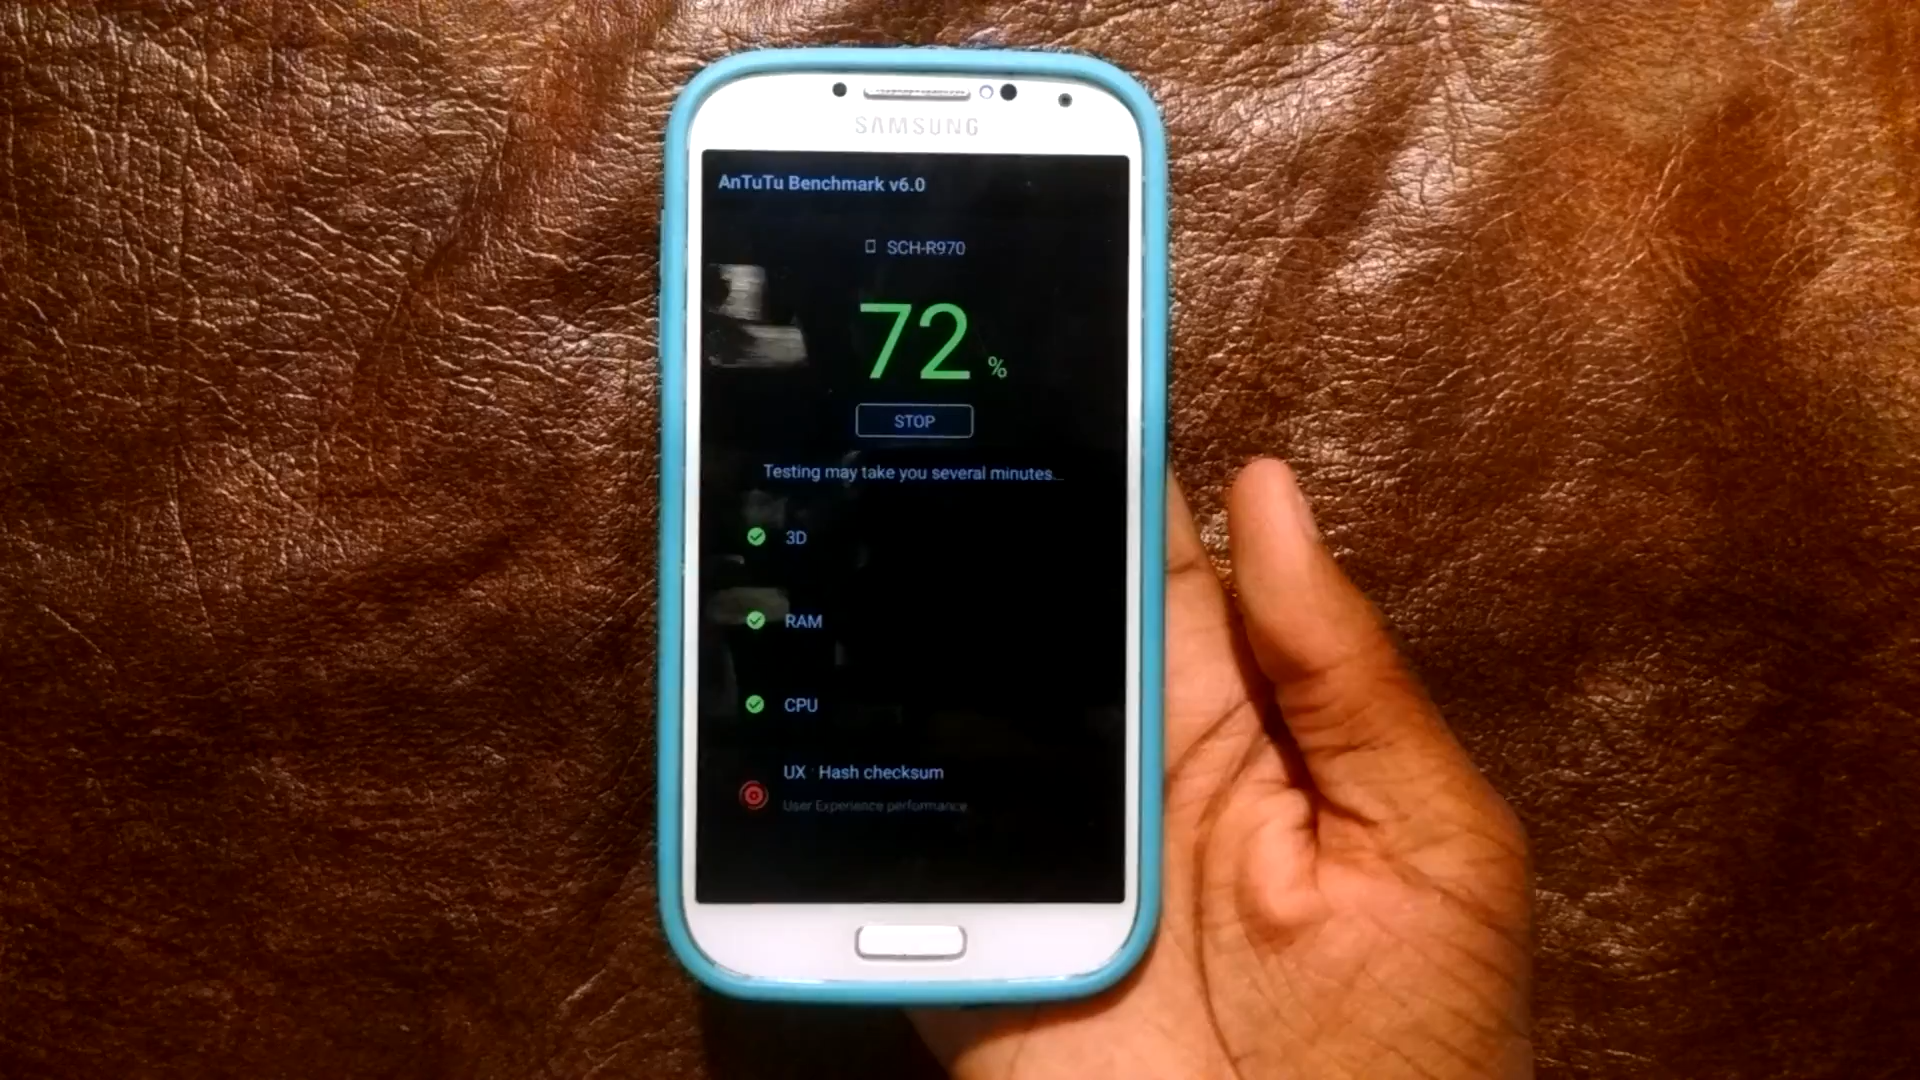 SAMSUNG
AnTuTu Benchmark v6.0
SCH-R970
72 %
STOP
Testing may take you several minutes...
3D
RAM
CPU
UX · Hash checksum
User Experience performance